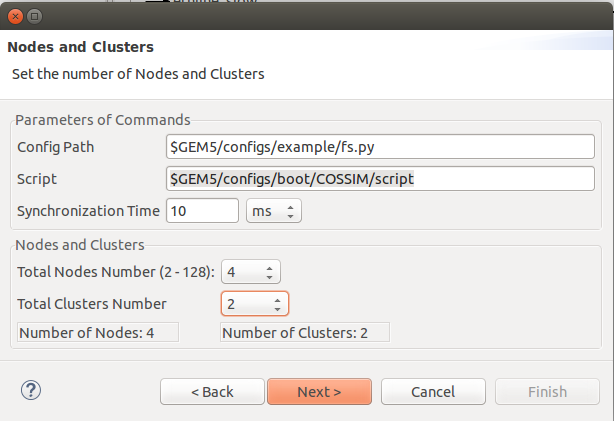 Nodes and Clusters
Set the number of Nodes and Clusters
Parameters of Commands
Config Path $GEM5/configs/example/fs.py
Script $GEM5/configs/boot/COSSIM/script
Synchronization Time 10 ms
Nodes and Clusters
Total Nodes Number (2 - 128): 4
Total Clusters Number 2
Number of Nodes: 4 Number of Clusters: 2
? < Back Next > Cancel Finish